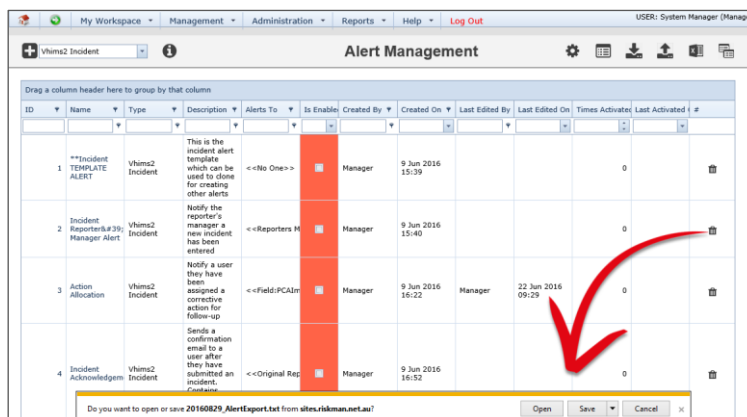 My Workspace Management Administration Reports Help Log Out USER: System Manager (Manag
Vhims2 Incident Alert Management
Drag a column header here to group by that column
ID Name Type Description Alerts To Is Enable Created By Created On Last Edited By Last Edited On Times Activated Last Activated #
This is the
incident alert
**Incident template
1 TEMPLATE Vhims2 which can be <<No One>> Manager 9 Jun 2016 0
ALERT Incident used to clone 15:39
for creating
other alerts
Notify the
reporter's
Incident manager a
2 Reporter&#39; Vhims2 new incident <<Reporters M Manager 9 Jun 2016 0
Manager Alert Incident has been 15:40
entered
Notify a user
they have
been
3 Action Vhims2 assigned a <<Field:PCAIm Manager 9 Jun 2016 Manager 22 Jun 2016 0
Allocation Incident corrective 16:22 09:29
action for
follow-up
Sends a
confirmation
email to a
user after
4 Incident Vhims2 they have <<Original Rep Manager 9 Jun 2016 0
Acknowledgem Incident submitted an 16:52
incident.
Contains
Do you want to open or save 20160829_AlertExport.txt from sites.riskman.net.au? Open Save Cancel ×